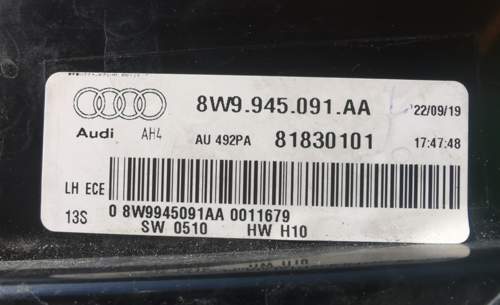 8W9.945.091.AA 22/09/19
Audi AH4 AU 492PA 81830101 17:47:48
LH ECE
13S 0 8W9945091AA 0011679
SW 0510 HW H10